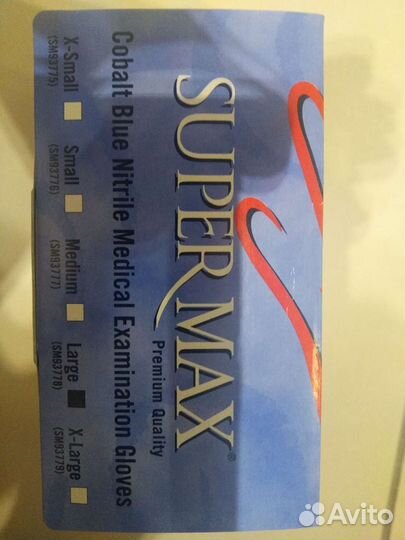 SUPERMAX®
Premium Quality
Cobalt Blue Nitrile Medical Examination Gloves
X-Small Small Medium Large X-Large
(SM93775) (SM93776) (SM93777) (SM93778) (SM93779)
Avito